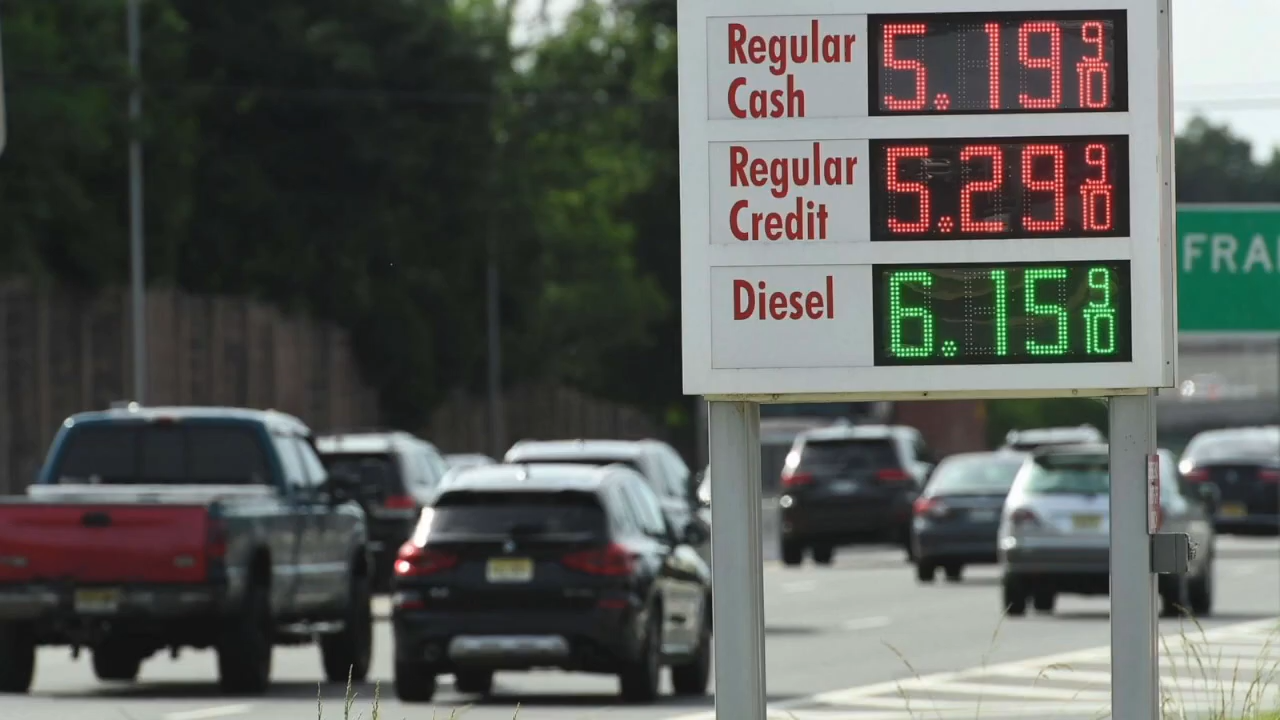 Regular
Cash
5.19 9/10
Regular
Credit
5.29 9/10
Diesel
6.15 9/10
FRA